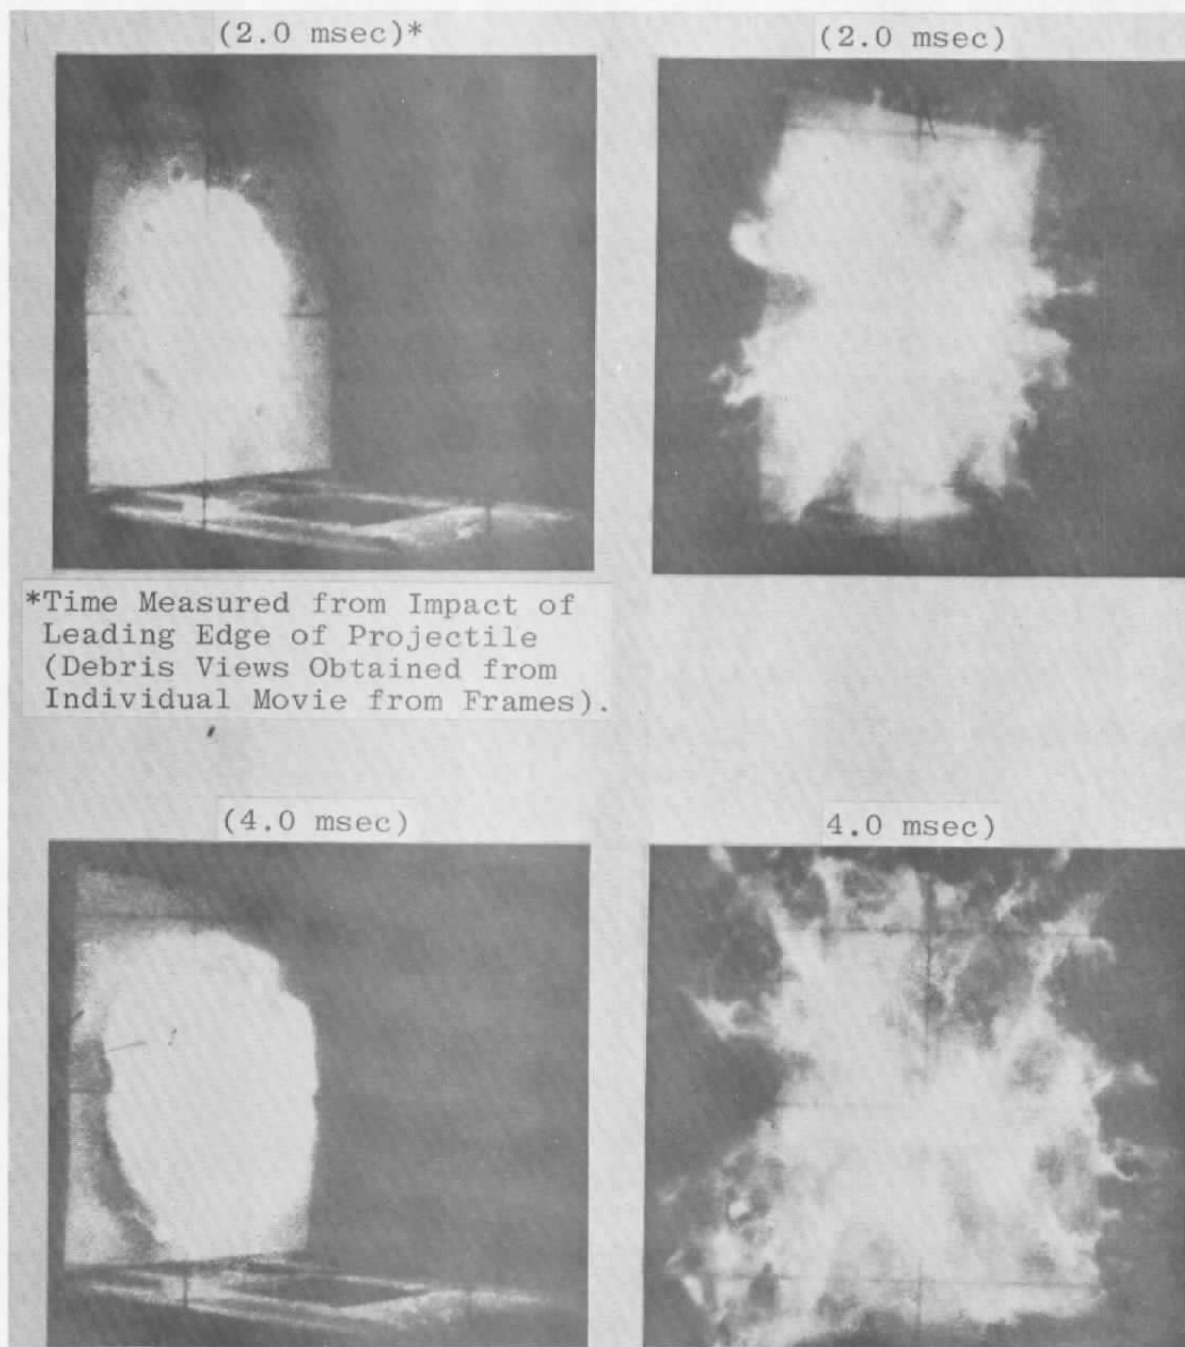 (2.0 msec)*
(2.0 msec)
*Time Measured from Impact of
Leading Edge of Projectile
(Debris Views Obtained from
Individual Movie from Frames).
(4.0 msec)
4.0 msec)